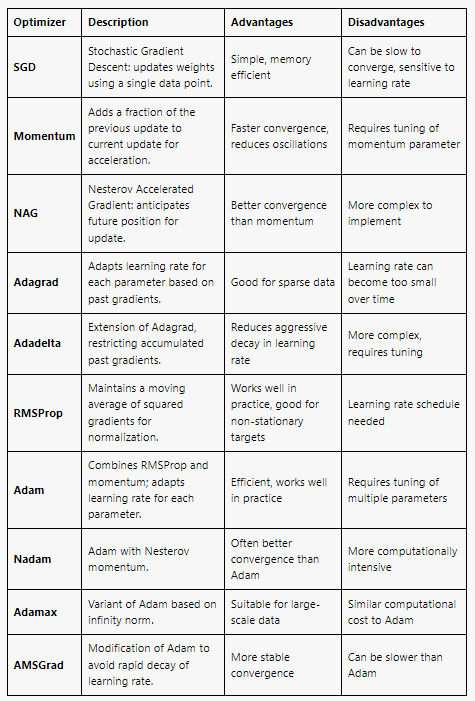 Optimizer Description Advantages Disadvantages
SGD
Stochastic Gradient
Descent: updates weights
using a single data point.
Simple, memory
efficient
Can be slow to
converge, sensitive to
learning rate
Momentum
Adds a fraction of the
previous update to
current update for
acceleration.
Faster convergence,
reduces oscillations
Requires tuning of
momentum parameter
NAG
Nesterov Accelerated
Gradient: anticipates
future position for
update.
Better convergence
than momentum
More complex to
implement
Adagrad
Adapts learning rate for
each parameter based on
past gradients.
Good for sparse data
Learning rate can
become too small
over time
Adadelta
Extension of Adagrad,
restricting accumulated
past gradients.
Reduces aggressive
decay in learning
rate
More complex,
requires tuning
RMSProp
Maintains a moving
average of squared
gradients for
normalization.
Works well in
practice, good for
non-stationary
targets
Learning rate schedule
needed
Adam
Combines RMSProp and
momentum; adapts
learning rate for each
parameter.
Efficient, works well
in practice
Requires tuning of
multiple parameters
Nadam
Adam with Nesterov
momentum.
Often better
convergence than
Adam
More computationally
intensive
Adamax
Variant of Adam based on
infinity norm.
Suitable for large-
scale data
Similar computational
cost to Adam
AMSGrad
Modification of Adam to
avoid rapid decay of
learning rate.
More stable
convergence
Can be slower than
Adam